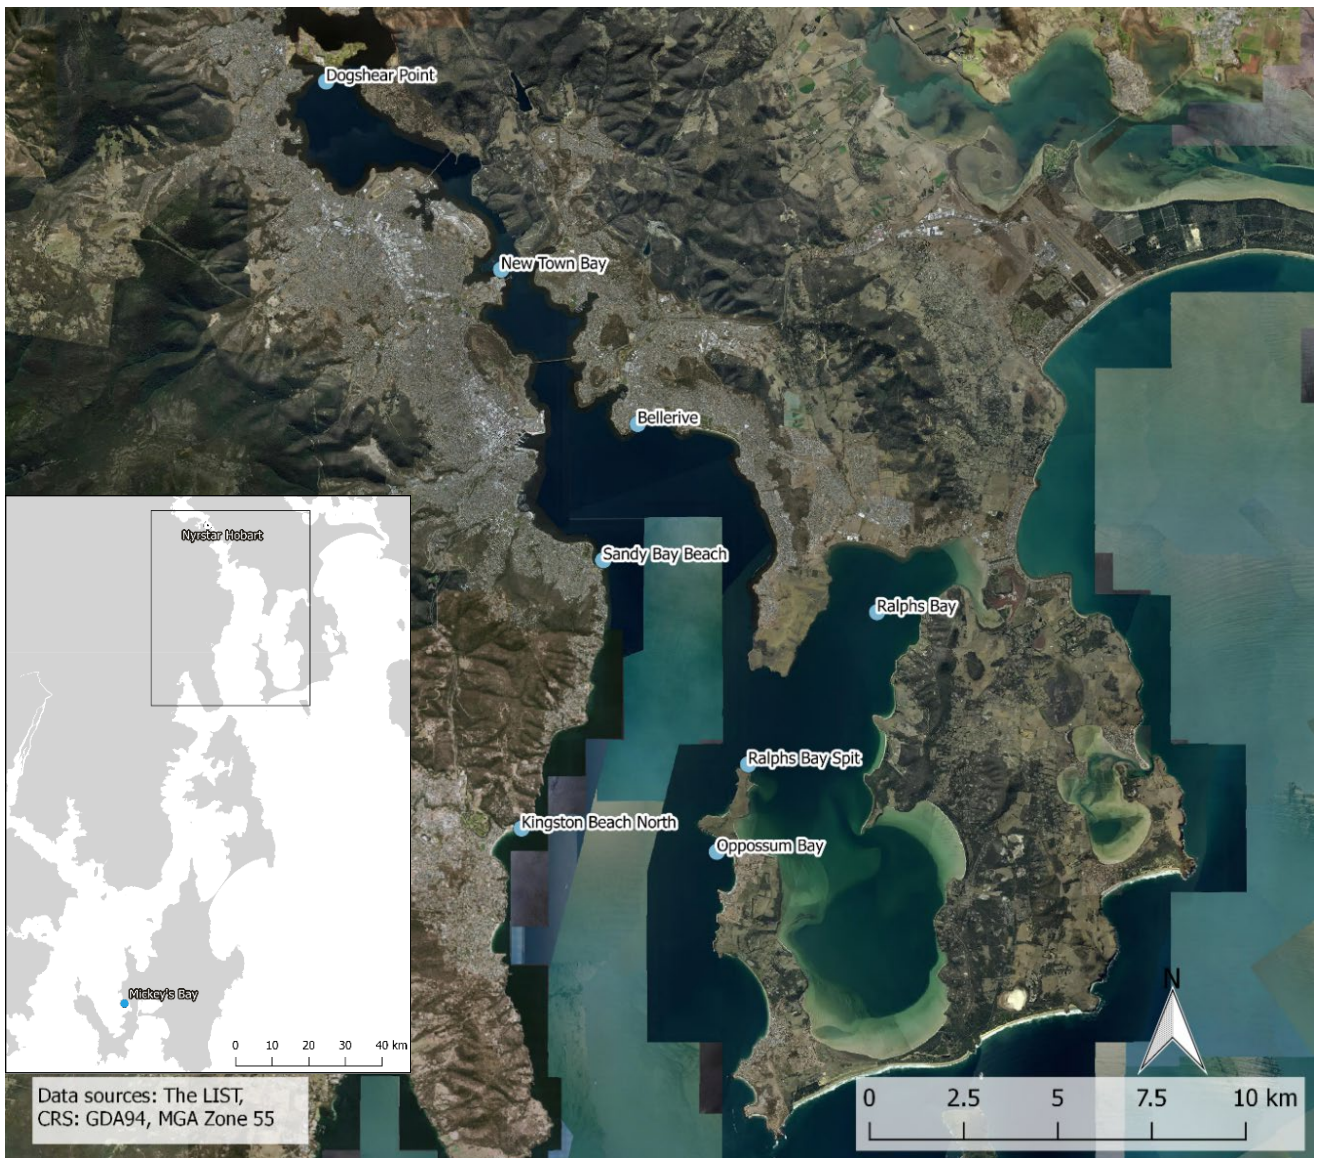 Dogshear Point
New Town Bay
Bellerive
Sandy Bay Beach
Ralphs Bay
Ralphs Bay Spit
Kingston Beach North
Oppossum Bay
Nyrstar Hobart
Mickey's Bay
0 10 20 30 40 km
N
Data sources: The LIST,
CRS: GDA94, MGA Zone 55
0 2.5 5 7.5 10 km